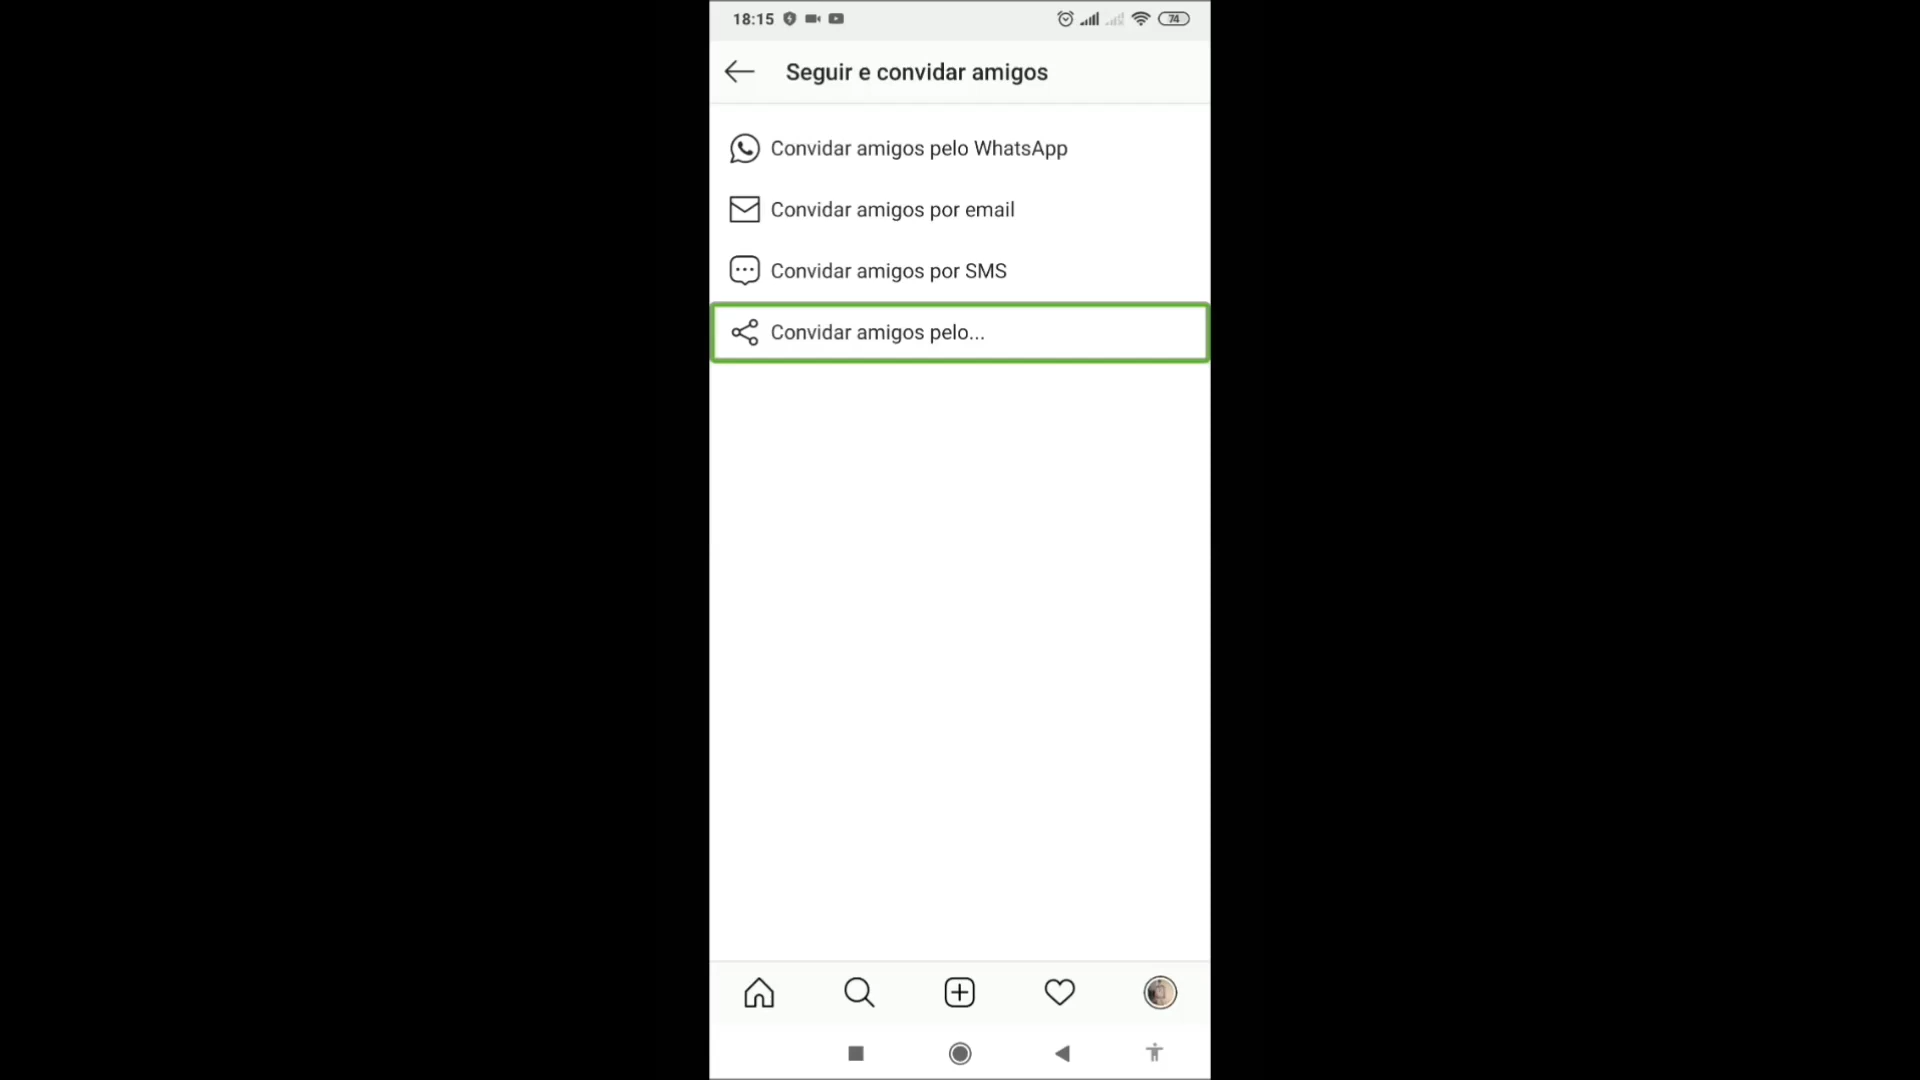 18:15
74
Seguir e convidar amigos
Convidar amigos pelo WhatsApp
Convidar amigos por email
Convidar amigos por SMS
Convidar amigos pelo...